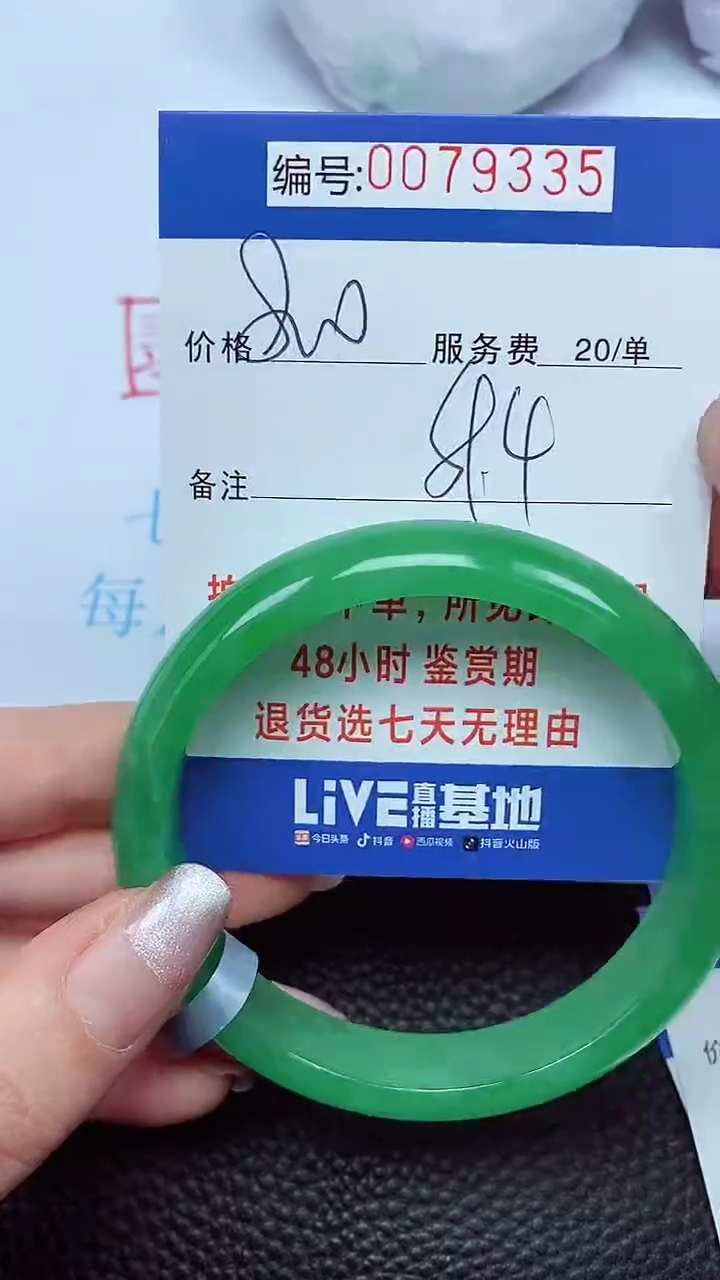 编号:0079335
价格 服务费 20/单
备注
每
48小时 鉴赏期
退货选七天无理由
LiVE直播基地
今日头条 抖音 西瓜视频 抖音火山版